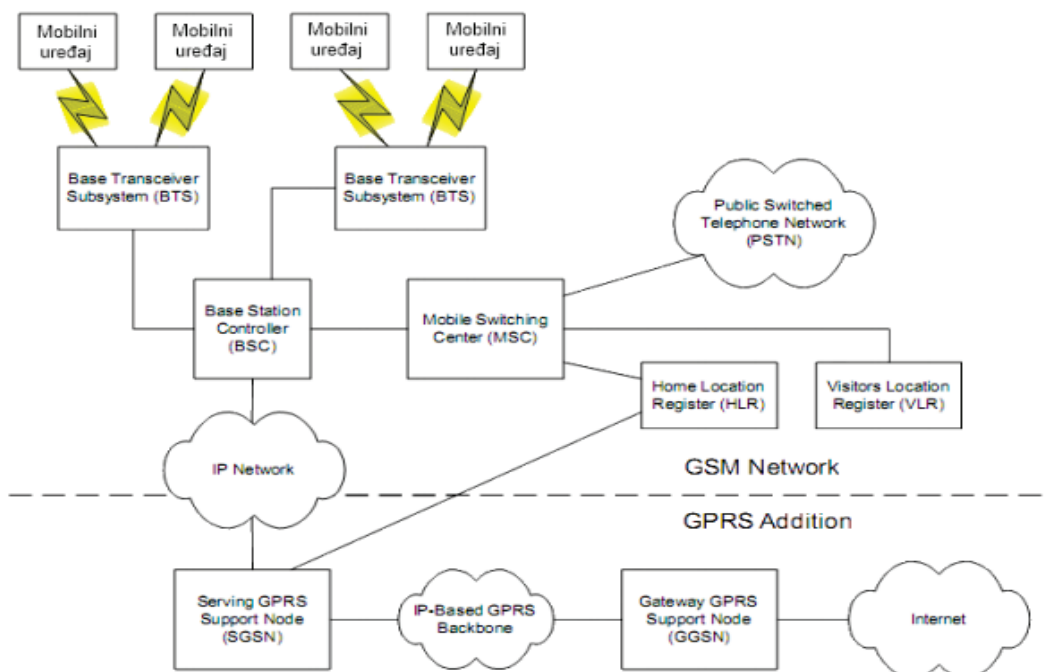 Mobilni
uređaj
Mobilni
uređaj
Mobilni
uređaj
Mobilni
uređaj
Base Transceiver
Subsystem (BTS)
Base Transceiver
Subsystem (BTS)
Public Switched
Telephone Network
(PSTN)
Base Station
Controller
(BSC)
Mobile Switching
Center (MSC)
Home Location
Register (HLR)
Visitors Location
Register (VLR)
IP Network
GSM Network
GPRS Addition
Serving GPRS
Support Node
(SGSN)
IP-Based GPRS
Backbone
Gateway GPRS
Support Node
(GGSN)
Internet